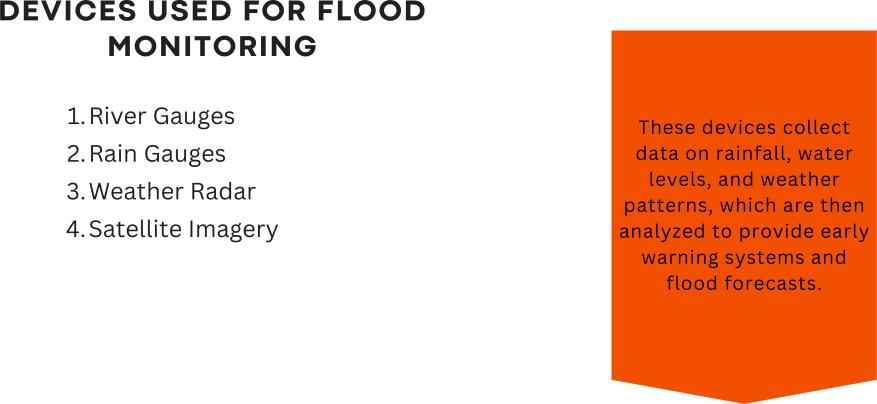 DEVICES USED FOR FLOOD
MONITORING
1. River Gauges
2. Rain Gauges
3. Weather Radar
4. Satellite Imagery
These devices collect
data on rainfall, water
levels, and weather
patterns, which are then
analyzed to provide early
warning systems and
flood forecasts.